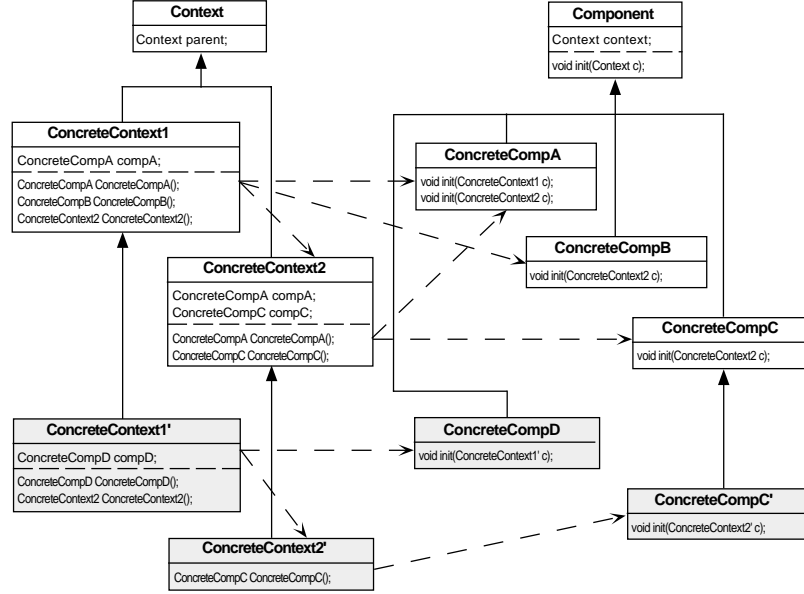 Context
Context parent;
Component
Context context;
void init(Context c);
ConcreteContext1
ConcreteCompA compA;
ConcreteCompA ConcreteCompA();
ConcreteCompB ConcreteCompB();
ConcreteContext2 ConcreteContext2();
ConcreteCompA
void init(ConcreteContext1 c);
void init(ConcreteContext2 c);
ConcreteCompB
void init(ConcreteContext2 c);
ConcreteContext2
ConcreteCompA compA;
ConcreteCompC compC;
ConcreteCompA ConcreteCompA();
ConcreteCompC ConcreteCompC();
ConcreteCompC
void init(ConcreteContext2 c);
ConcreteContext1'
ConcreteCompD compD;
ConcreteCompD ConcreteCompD();
ConcreteContext2 ConcreteContext2();
ConcreteCompD
void init(ConcreteContext1' c);
ConcreteCompC'
void init(ConcreteContext2' c);
ConcreteContext2'
ConcreteCompC ConcreteCompC();